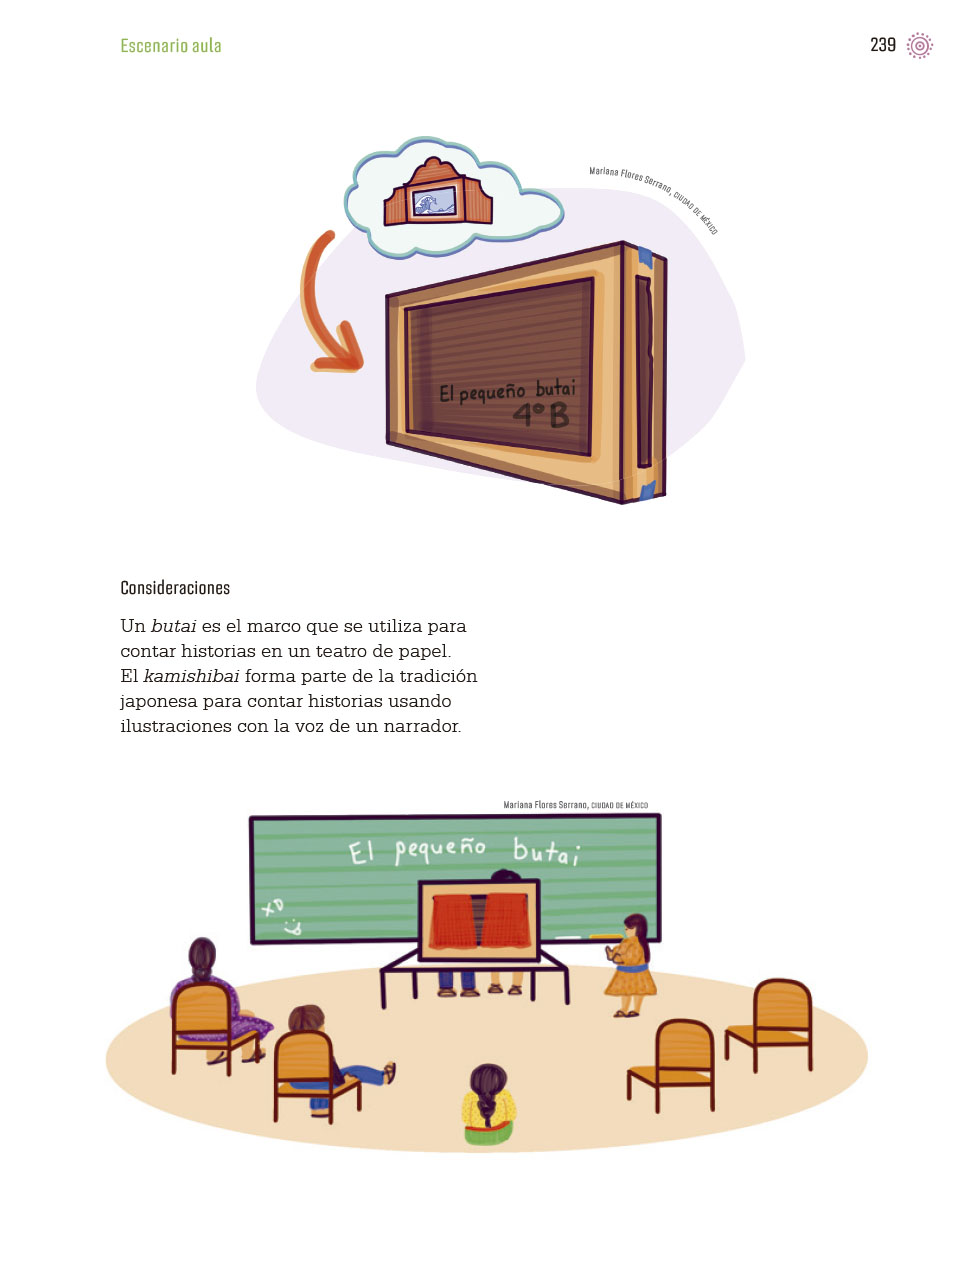 Escenario aula
239
Mariana Flores Serrano, CIUDAD DE MÉXICO
El pequeño butai
4° B
Consideraciones
Un butai es el marco que se utiliza para
contar historias en un teatro de papel.
El kamishibai forma parte de la tradición
japonesa para contar historias usando
ilustraciones con la voz de un narrador.
Mariana Flores Serrano, CIUDAD DE MÉXICO
El pequeño butai
XD